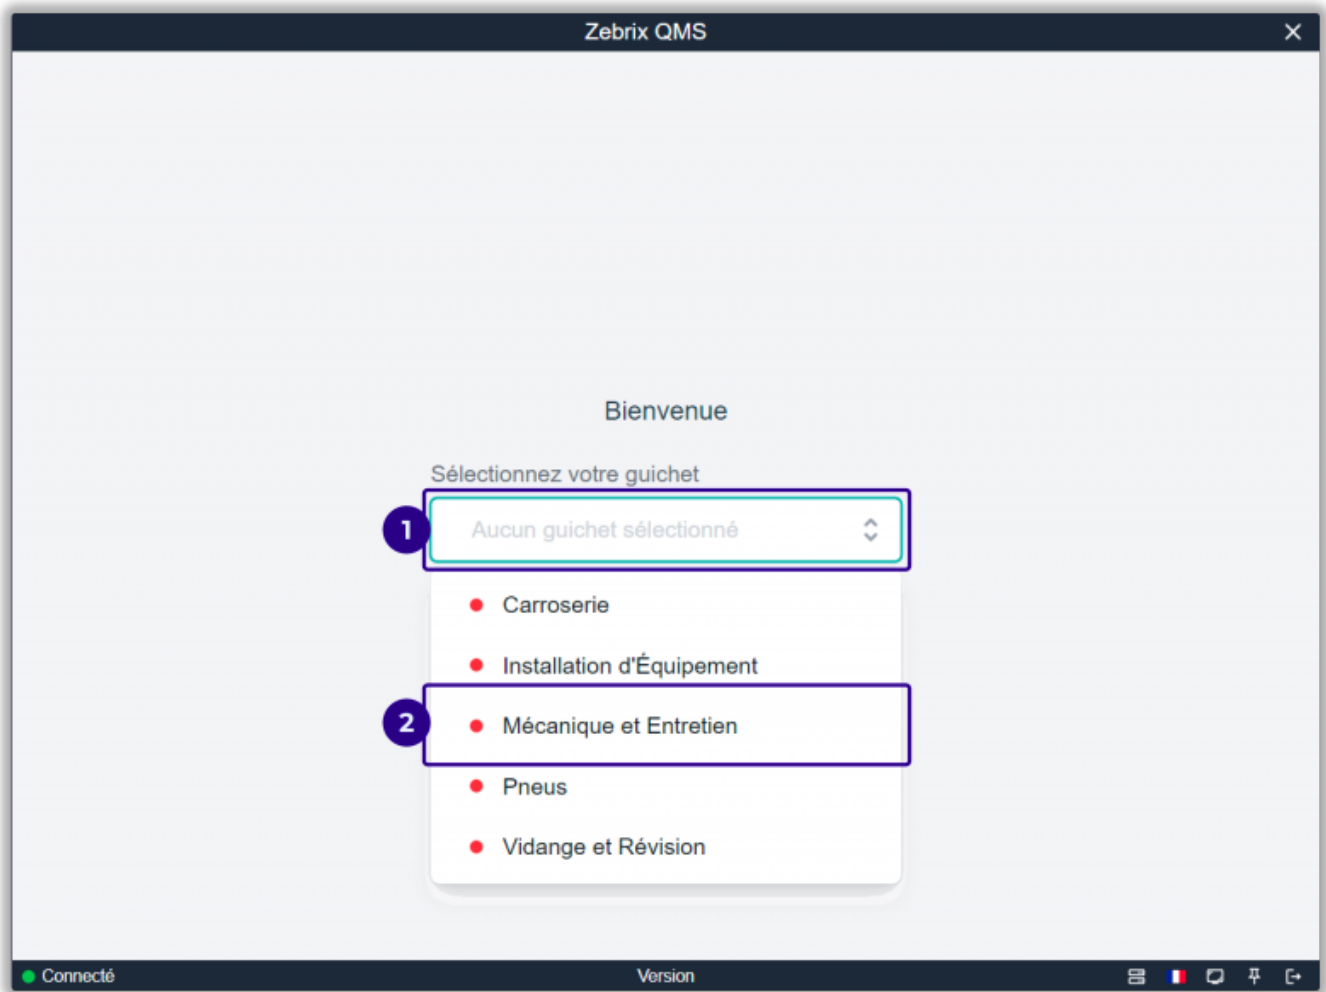 Zebrix QMS
Bienvenue
Sélectionnez votre guichet
1
Aucun guichet sélectionné
Carroserie
Installation d'Équipement
2
Mécanique et Entretien
Pneus
Vidange et Révision
Connecté
Version